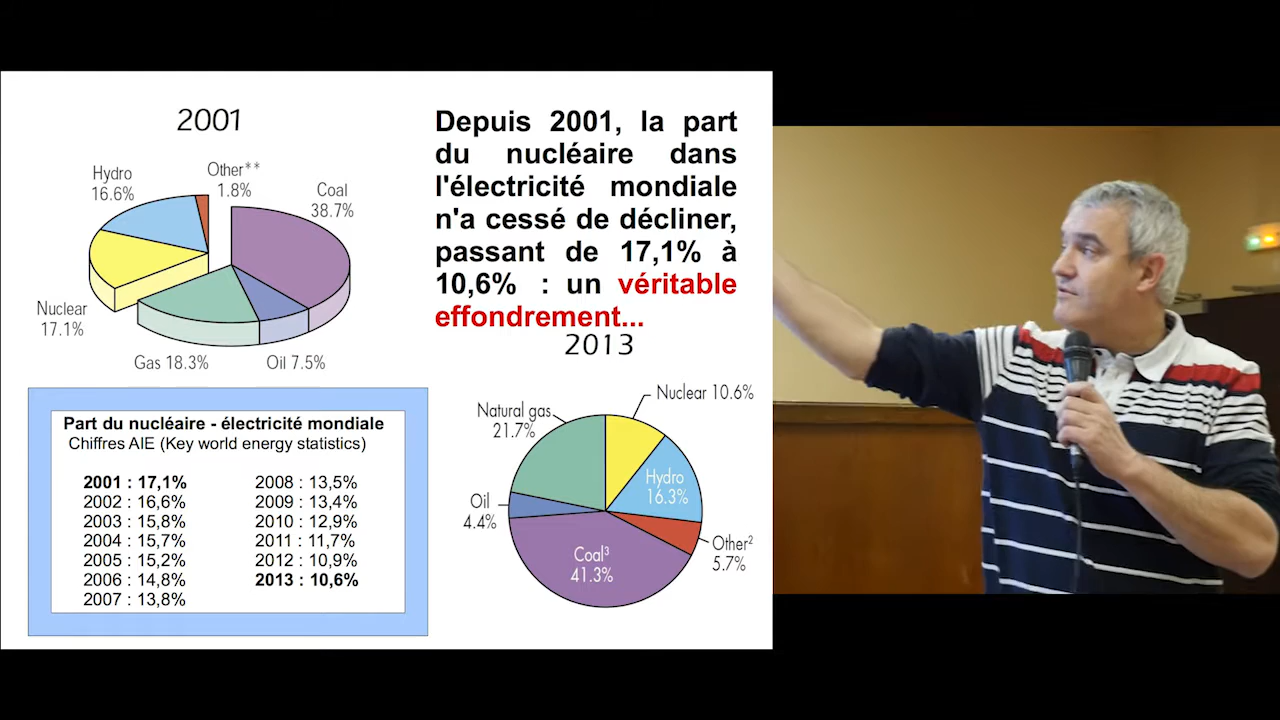 2001
Hydro
16.6%
Other**
1.8%
Coal
38.7%
Nuclear
17.1%
Gas 18.3%
Oil 7.5%
Depuis 2001, la part
du nucléaire dans
l'électricité mondiale
n'a cessé de décliner,
passant de 17,1% à
10,6% : un véritable
effondrement...
2013
Nuclear 10.6%
Natural gas
21.7%
Hydro
16.3%
Oil
4.4%
Other²
5.7%
Coal³
41.3%
Part du nucléaire - électricité mondiale
Chiffres AIE (Key world energy statistics)
2001 : 17,1%
2002 : 16,6%
2003 : 15,8%
2004 : 15,7%
2005 : 15,2%
2006 : 14,8%
2007 : 13,8%
2008 : 13,5%
2009 : 13,4%
2010 : 12,9%
2011 : 11,7%
2012 : 10,9%
2013 : 10,6%